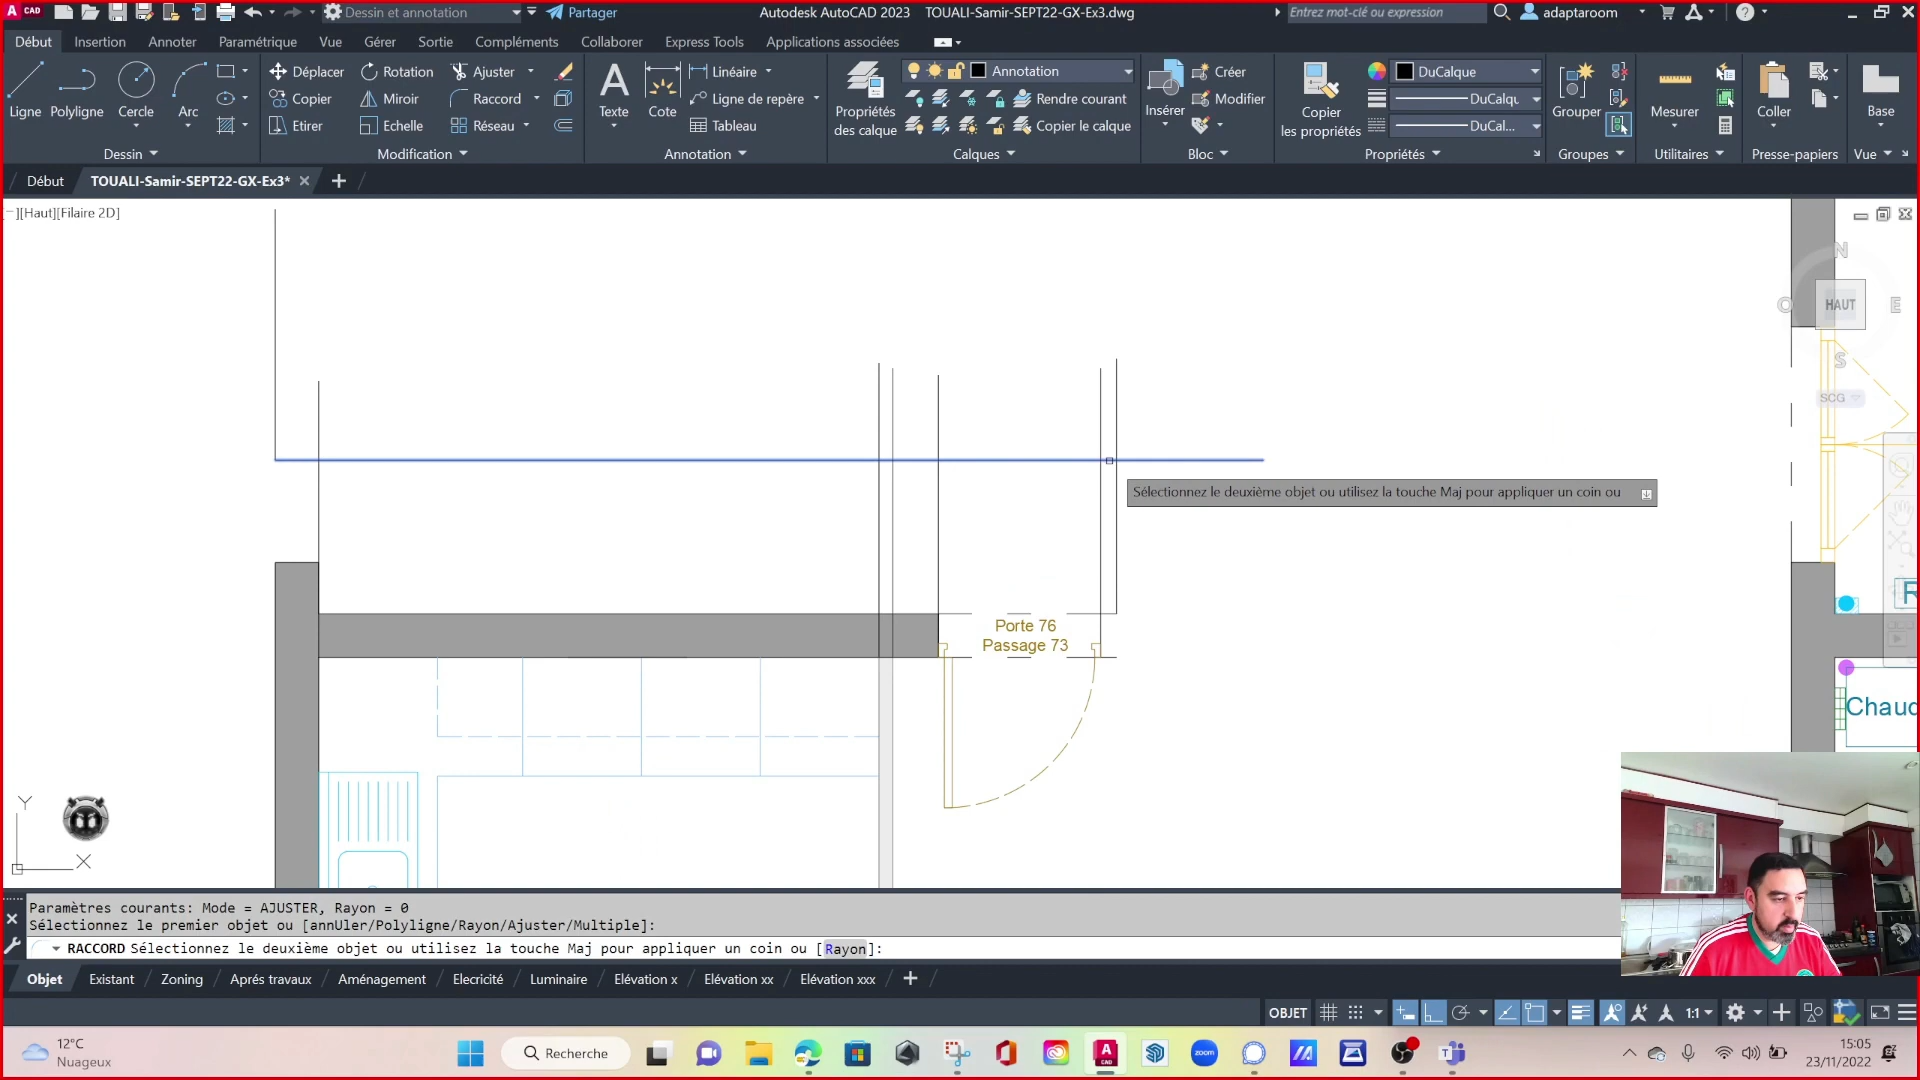 A CAD
Dessin et annotation
Partager
Autodesk AutoCAD 2023 TOUALI-Samir-SEPT22-GX-Ex3.dwg
Entrez mot-clé ou expression
adaptaroom
Début Insertion Annoter Paramétrique Vue Gérer Sortie Compléments Collaborer Express Tools Applications associées
Ligne Polyligne Cercle Arc
Dessin
Déplacer Rotation Ajuster
Copier Miroir Raccord
Etirer Echelle Réseau
Modification
Texte Cote
Linéaire
Ligne de repère
Tableau
Annotation
Propriétés
des calque
Annotation
Rendre courant
Copier le calque
Calques
Insérer
Créer
Modifier
Bloc
Copier
les propriétés
DuCalque
DuCalqu
DuCal...
Propriétés
Grouper
Groupes
Mesurer
Utilitaires
Coller
Presse-papiers
Base
Vue
Début
TOUALI-Samir-SEPT22-GX-Ex3*
][Haut][Filaire 2D]
N
O HAUT E
S
SCG
Sélectionnez le deuxième objet ou utilisez la touche Maj pour appliquer un coin ou
Porte 76
Passage 73
R
Chaud
Y
X
Paramètres courants: Mode = AJUSTER, Rayon = 0
Sélectionnez le premier objet ou [annUler/Polyligne/Rayon/Ajuster/Multiple]:
RACCORD Sélectionnez le deuxième objet ou utilisez la touche Maj pour appliquer un coin ou [Rayon]:
Objet Existant Zoning Aprés travaux Aménagement Elecricité Luminaire Elévation x Elévation xx Elévation xxx
OBJET
1:1
12°C
Nuageux
Recherche
zoom
15:05
23/11/2022